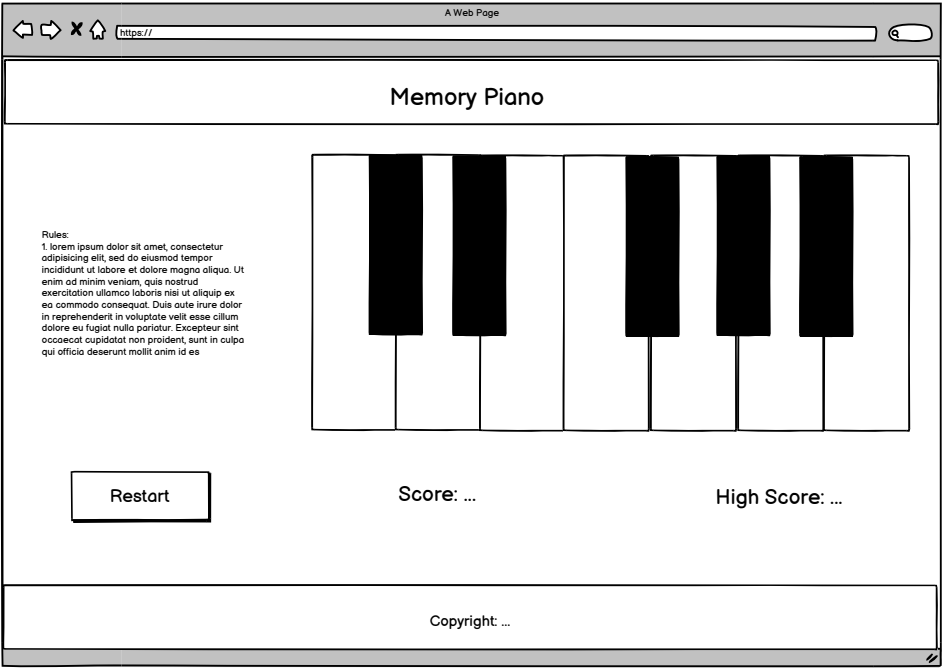 A Web Page
https://
Memory Piano
Rules:
1. lorem ipsum dolor sit amet, consectetur
adipisicing elit, sed do eiusmod tempor
incididunt ut labore et dolore magna aliqua. Ut
enim ad minim veniam, quis nostrud
exercitation ullamco laboris nisi ut aliquip ex
ea commodo consequat. Duis aute irure dolor
in reprehenderit in voluptate velit esse cillum
dolore eu fugiat nulla pariatur. Excepteur sint
occaecat cupidatat non proident, sunt in culpa
qui officia deserunt mollit anim id es
Restart
Score: ...
High Score: ...
Copyright: ...